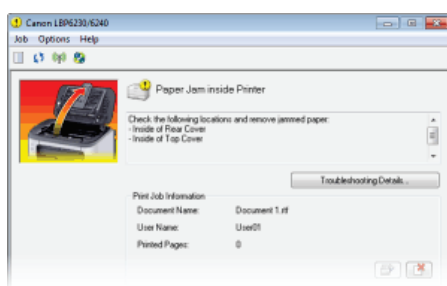 Canon LBP6230/6240
Job Options Help
Paper Jam inside Printer
Check the following locations and remove jammed paper:
- Inside of Rear Cover
- Inside of Top Cover
Troubleshooting Details...
Print Job Information
Document Name: Document 1.rtf
User Name: User01
Printed Pages: 0